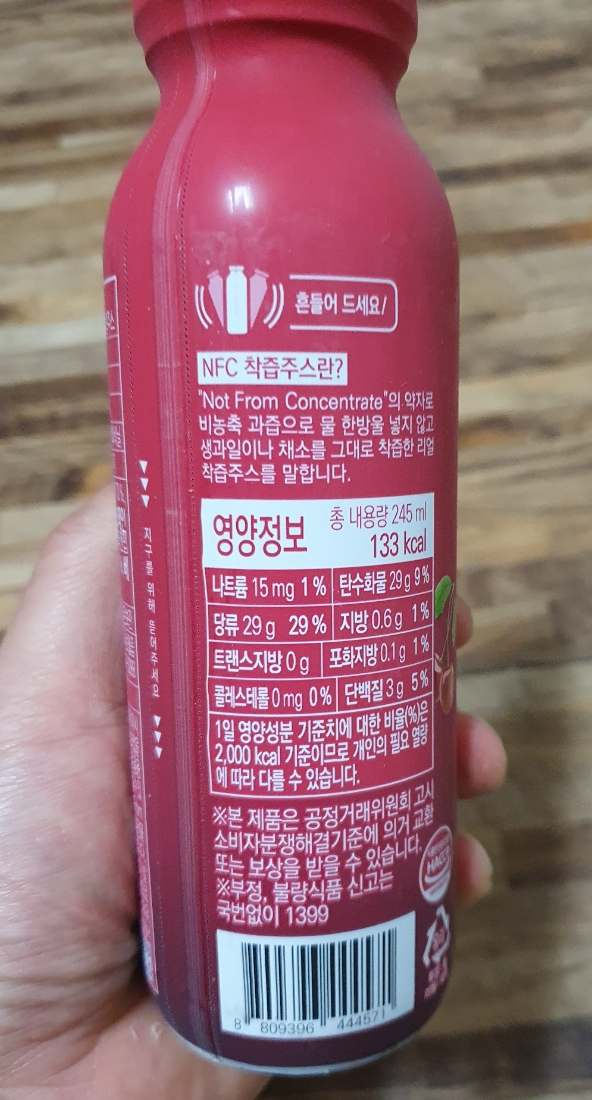 흔들어 드세요!
NFC 착즙주스란?
"Not From Concentrate"의 약자로
비농축 과즙으로 물 한방울 넣지 않고
생과일이나 채소를 그대로 착즙한 리얼
착즙주스를 말합니다.
영양정보
총 내용량 245 ml
133 kcal
나트륨 15 mg 1 % 탄수화물 29 g 9 %
당류 29 g 29 % 지방 0.6 g 1 %
트랜스지방 0 g 포화지방 0.1 g 1 %
콜레스테롤 0 mg 0 % 단백질 3 g 5 %
1일 영양성분 기준치에 대한 비율(%)은
2,000 kcal 기준이므로 개인의 필요 열량
에 따라 다를 수 있습니다.
※본 제품은 공정거래위원회 고시
소비자분쟁해결기준에 의거 교환
또는 보상을 받을 수 있습니다.
※부정, 불량식품 신고는
국번없이 1399
8 809396 444571
지구를 위해 뜯어주세요
HACCP